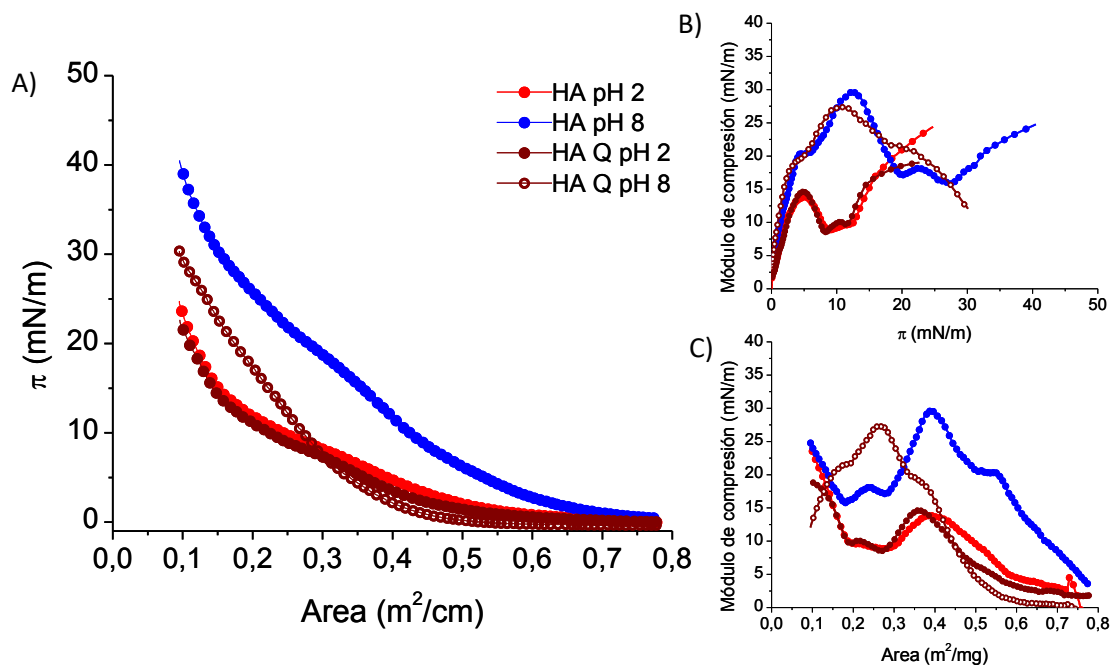 A)
50
40
30
20
10
0
π (mN/m)
0,0 0,1 0,2 0,3 0,4 0,5 0,6 0,7 0,8
Area (m²/cm)
HA pH 2
HA pH 8
HA Q pH 2
HA Q pH 8
B)
40
35
30
25
20
15
10
5
0
Módulo de compresión (mN/m)
0 10 20 30 40 50
π (mN/m)
C)
40
35
30
25
20
15
10
5
0
Módulo de compresión (mN/m)
0,0 0,1 0,2 0,3 0,4 0,5 0,6 0,7 0,8
Area (m²/mg)